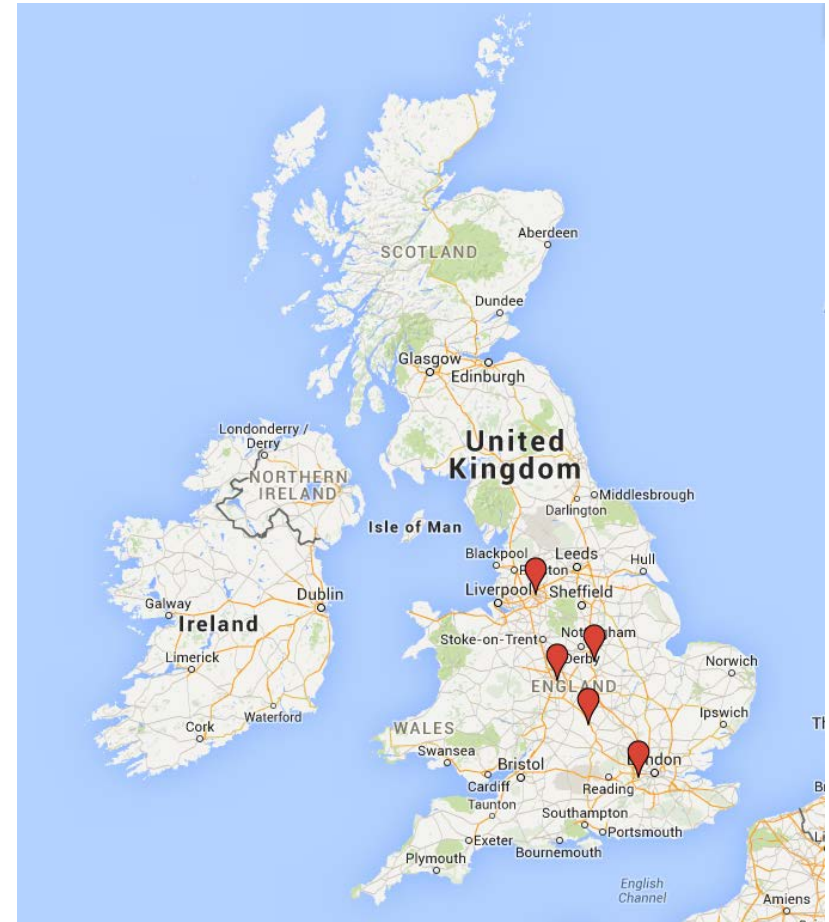 Aberdeen
SCOTLAND
Dundee
Glasgow
Edinburgh
Londonderry /
Derry
United
Kingdom
NORTHERN
IRELAND
Middlesbrough
Darlington
Isle of Man
Blackpool
Leeds
Hull
Liverpool
Sheffield
Dublin
Galway
Ireland
Stoke-on-Trent
Derby
Limerick
Norwich
ENGLAND
Waterford
Ipswich
Cork
WALES
Swansea
Bristol
Cardiff
Reading
Taunton
Southampton
Portsmouth
Exeter
Bournemouth
Plymouth
English
Channel
Amiens